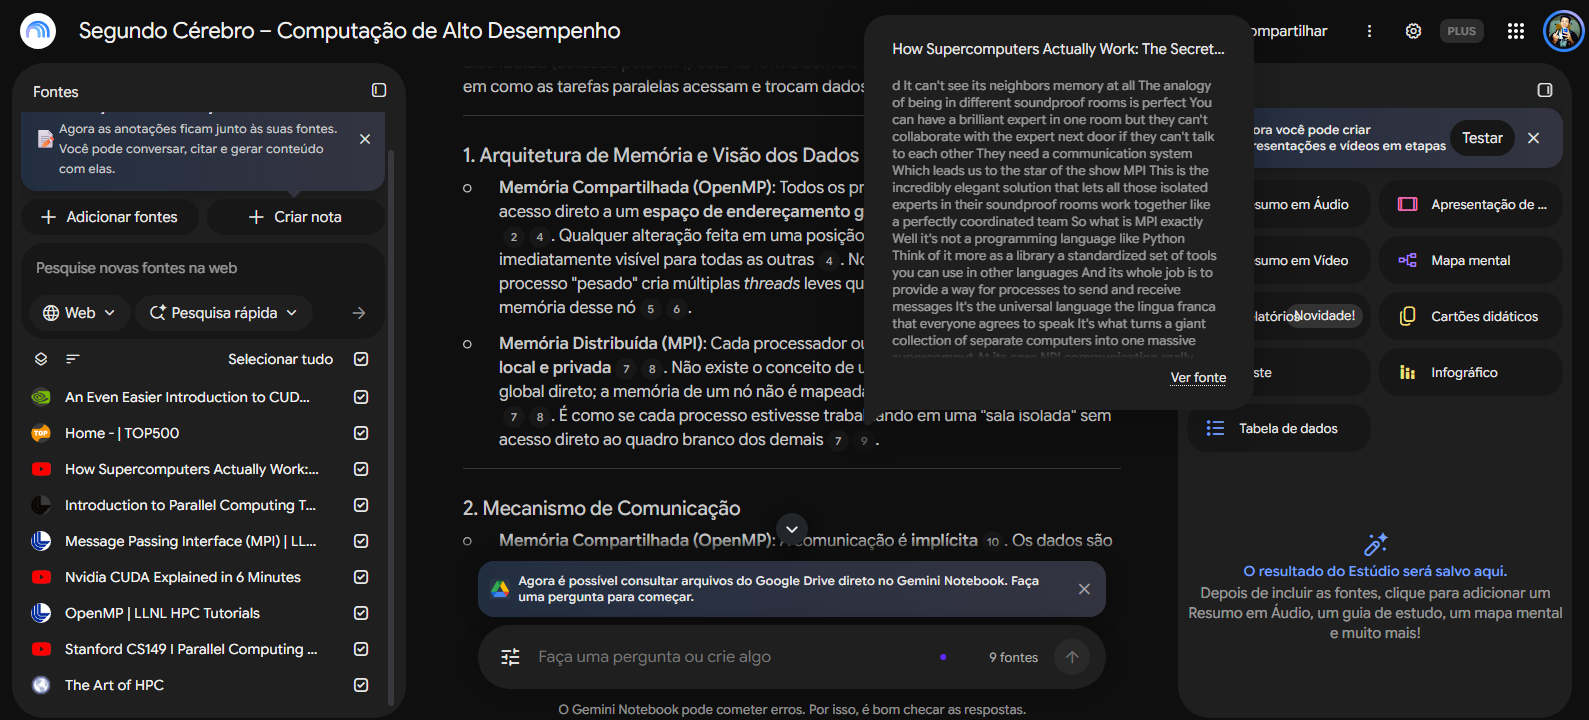 Segundo Cérebro – Computação de Alto Desempenho
ompartilhar
PLUS
Fontes
Agora as anotações ficam junto às suas fontes.
Você pode conversar, citar e gerar conteúdo
com elas.
Adicionar fontes
Criar nota
Pesquise novas fontes na web
Web
Pesquisa rápida
Selecionar tudo
An Even Easier Introduction to CUD...
Home - | TOP500
How Supercomputers Actually Work:...
Introduction to Parallel Computing T...
Message Passing Interface (MPI) | LL...
Nvidia CUDA Explained in 6 Minutes
OpenMP | LLNL HPC Tutorials
Stanford CS149 I Parallel Computing ...
The Art of HPC
em como as tarefas paralelas acessam e trocam dados
1. Arquitetura de Memória e Visão dos Dados
Memória Compartilhada (OpenMP): Todos os pr
acesso direto a um espaço de endereçamento g
2 4 . Qualquer alteração feita em uma posição
imediatamente visível para todas as outras 4 . No
processo "pesado" cria múltiplas threads leves qu
memória desse nó 5 6 .
Memória Distribuída (MPI): Cada processador ou
local e privada 7 8 . Não existe o conceito de u
global direto; a memória de um nó não é mapeada
7 8 . É como se cada processo estivesse trabalhando em uma "sala isolada" sem
acesso direto ao quadro branco dos demais 7 9 .
2. Mecanismo de Comunicação
Memória Compartilhada (OpenMP): A comunicação é implícita 10 . Os dados são
Agora é possível consultar arquivos do Google Drive direto no Gemini Notebook. Faça
uma pergunta para começar.
Faça uma pergunta ou crie algo
9 fontes
O Gemini Notebook pode cometer erros. Por isso, é bom checar as respostas.
How Supercomputers Actually Work: The Secret...
d It can't see its neighbors memory at all The analogy
of being in different soundproof rooms is perfect You
can have a brilliant expert in one room but they can't
collaborate with the expert next door if they can't talk
to each other They need a communication system
Which leads us to the star of the show MPI This is the
incredibly elegant solution that lets all those isolated
experts in their soundproof rooms work together like
a perfectly coordinated team So what is MPI exactly
Well it's not a programming language like Python
Think of it more as a library a standardized set of tools
you can use in other languages And its whole job is to
provide a way for processes to send and receive
messages It's the universal language the lingua franca
that everyone agrees to speak It's what turns a giant
collection of separate computers into one massive
Ver fonte
ora você pode criar
resentações e vídeos em etapas
Testar
sumo em Áudio
Apresentação de ...
sumo em Vídeo
Mapa mental
latórios
Novidade!
Cartões didáticos
ste
Infográfico
Tabela de dados
O resultado do Estúdio será salvo aqui.
Depois de incluir as fontes, clique para adicionar um
Resumo em Áudio, um guia de estudo, um mapa mental
e muito mais!